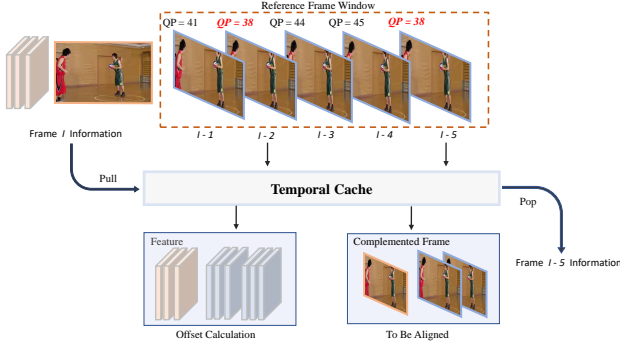 Reference Frame Window
QP = 41 QP = 38 QP = 44 QP = 45 QP = 38
Frame I Information
I - 1 I - 2 I - 3 I - 4 I - 5
Pull
Temporal Cache
Pop
Feature
Complemented Frame
Frame I - 5 Information
Offset Calculation
To Be Aligned